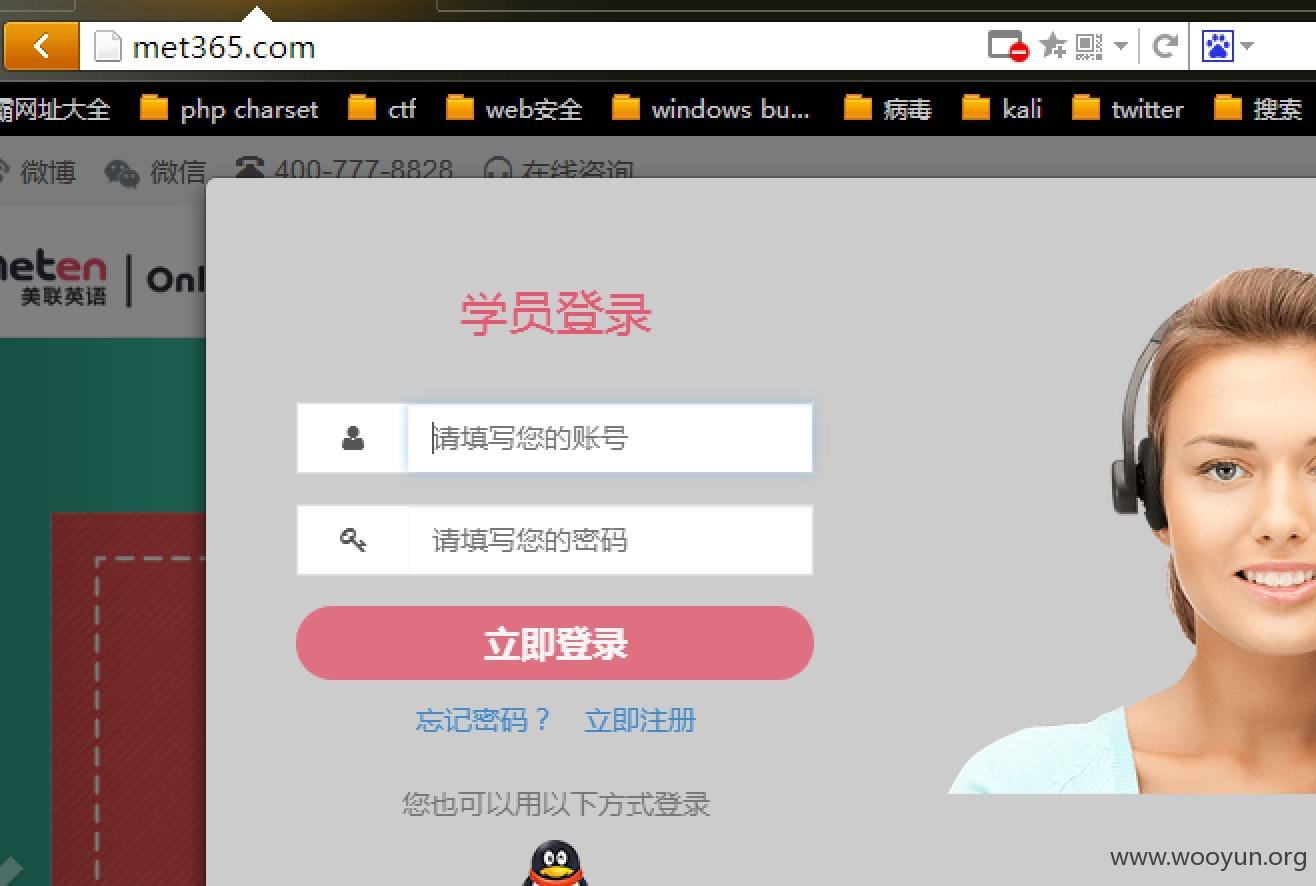 met365.com
网址大全 php charset ctf web安全 windows bu... 病毒 kali twitter 搜索
微博 微信 400-777-8828 在线咨询
eten
美联英语 Onl
学员登录
请填写您的账号
请填写您的密码
立即登录
忘记密码？ 立即注册
您也可以用以下方式登录
www.wooyun.org